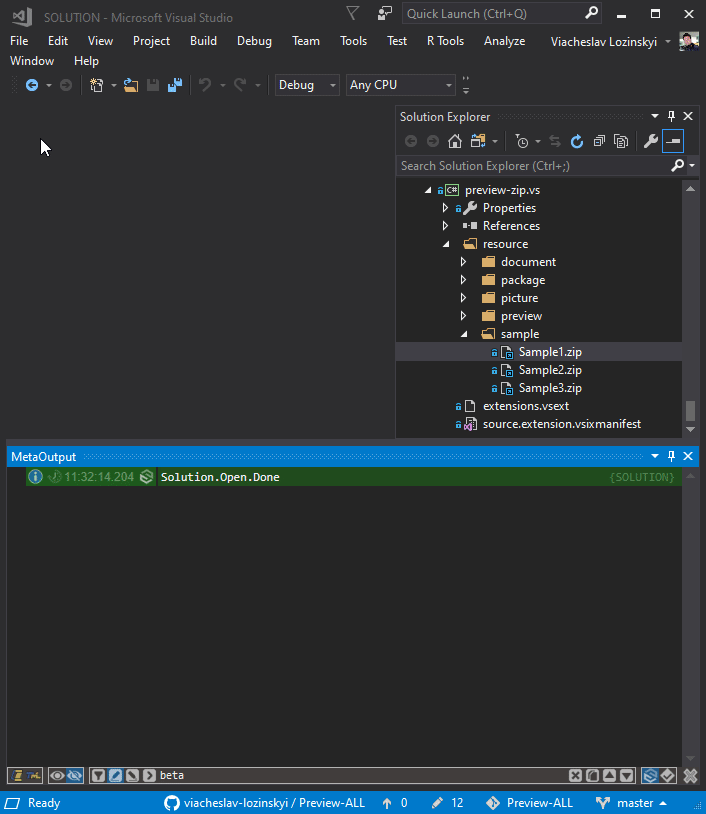 SOLUTION - Microsoft Visual Studio
Quick Launch (Ctrl+Q)
File Edit View Project Build Debug Team Tools Test R Tools Analyze Viacheslav Lozinskyi
Window Help
Debug Any CPU
Solution Explorer
Search Solution Explorer (Ctrl+;)
C# preview-zip.vs
Properties
References
resource
document
package
picture
preview
sample
Sample1.zip
Sample2.zip
Sample3.zip
extensions.vsext
source.extension.vsixmanifest
MetaOutput
11:32:14.204 Solution.Open.Done {SOLUTION}
beta
Ready viacheslav-lozinskyi / Preview-ALL 0 12 Preview-ALL master